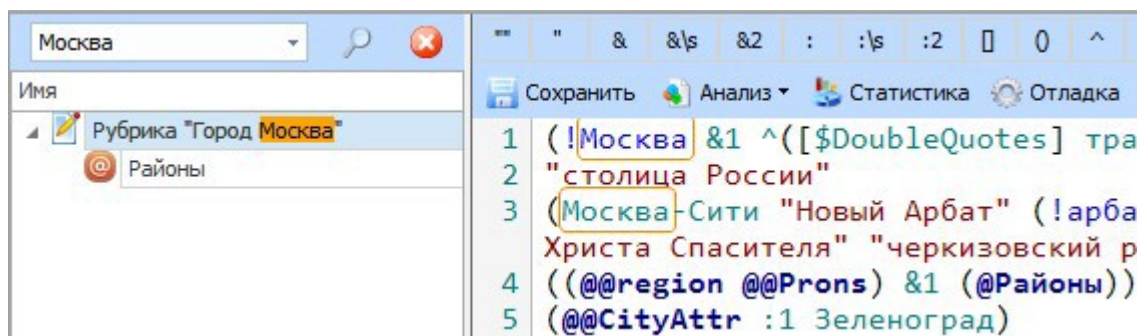 Москва
"" " & &\s &2 : :\s :2 [] () ^
Имя
Сохранить Анализ Статистика Отладка
Рубрика "Город Москва"
@ Районы
1 (!Москва &1 ^([$DoubleQuotes] тра
2 "столица России"
3 (Москва-Сити "Новый Арбат" (!арба
Христа Спасителя" "черкизовский р
4 ((@@region @@Prons) &1 (@Районы))
5 (@@CityAttr :1 Зеленоград)